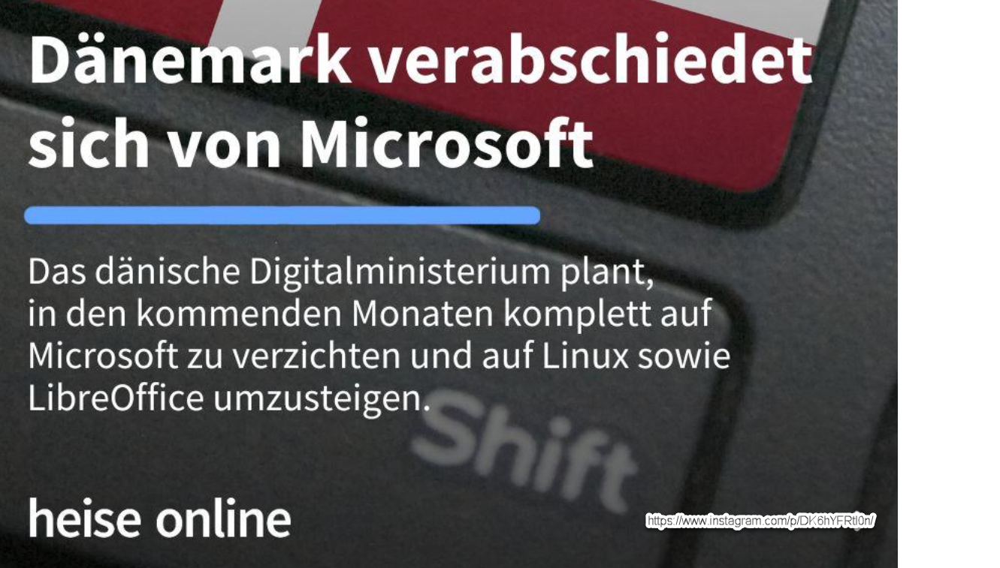 Dänemark verabschiedet
sich von Microsoft
Das dänische Digitalministerium plant,
in den kommenden Monaten komplett auf
Microsoft zu verzichten und auf Linux sowie
LibreOffice umzusteigen.
Shift
heise online
https://www.instagram.com/p/DK6hYFRtl0n/